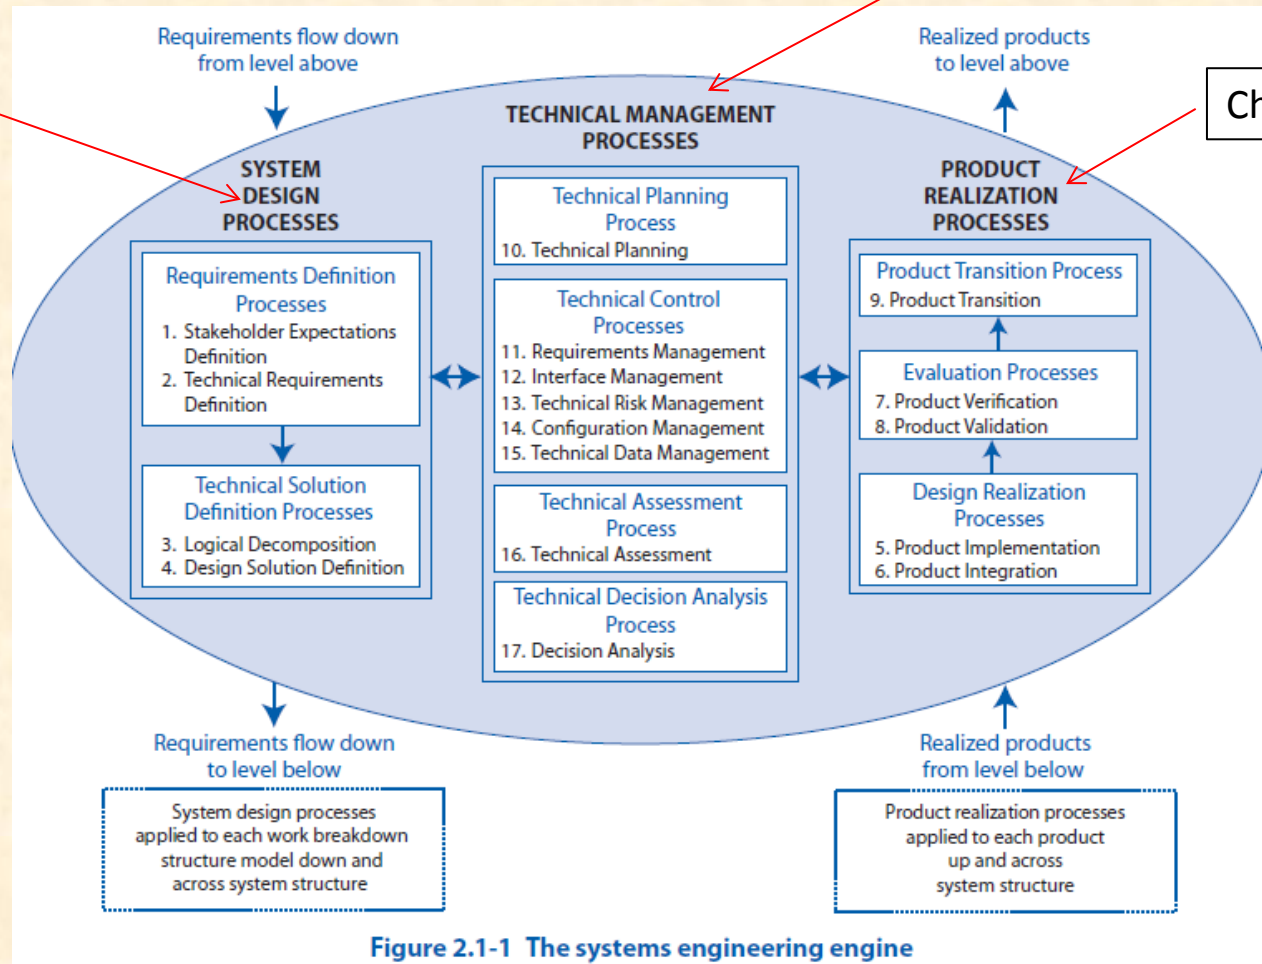 Requirements flow down
from level above
Realized products
to level above
Ch
TECHNICAL MANAGEMENT
PROCESSES
SYSTEM
DESIGN
PROCESSES
Requirements Definition
Processes
1. Stakeholder Expectations
Definition
2. Technical Requirements
Definition
Technical Solution
Definition Processes
3. Logical Decomposition
4. Design Solution Definition
Technical Planning
Process
10. Technical Planning
Technical Control
Processes
11. Requirements Management
12. Interface Management
13. Technical Risk Management
14. Configuration Management
15. Technical Data Management
Technical Assessment
Process
16. Technical Assessment
Technical Decision Analysis
Process
17. Decision Analysis
PRODUCT
REALIZATION
PROCESSES
Product Transition Process
9. Product Transition
Evaluation Processes
7. Product Verification
8. Product Validation
Design Realization
Processes
5. Product Implementation
6. Product Integration
Requirements flow down
to level below
System design processes
applied to each work breakdown
structure model down and
across system structure
Realized products
from level below
Product realization processes
applied to each product
up and across
system structure
Figure 2.1-1 The systems engineering engine